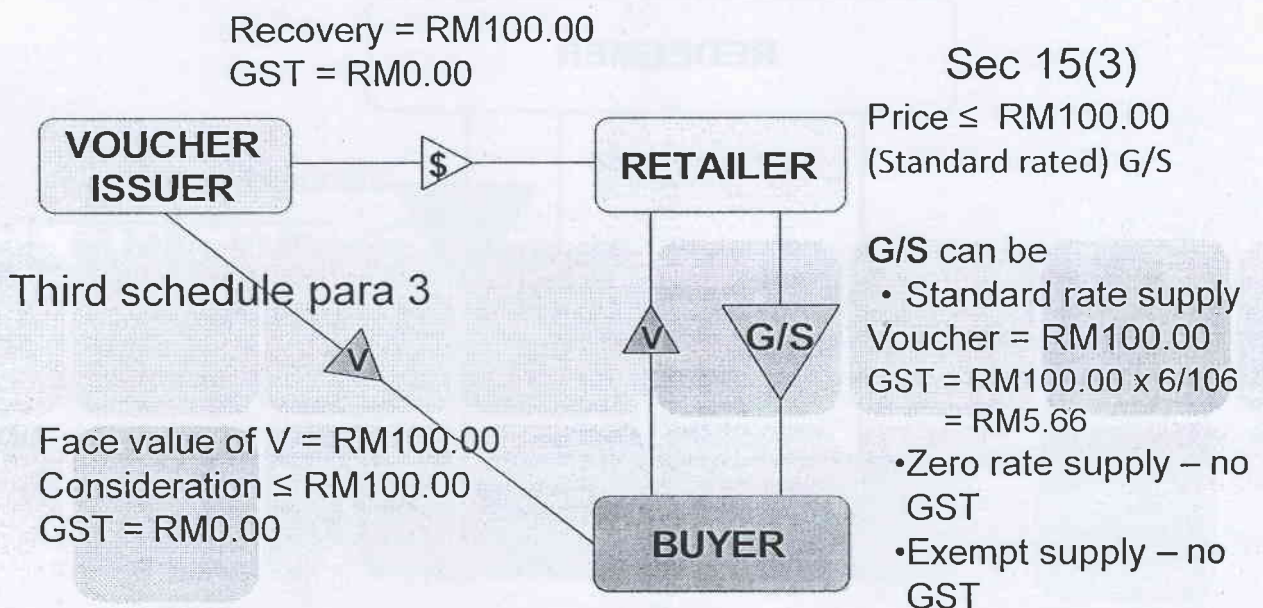 Recovery = RM100.00
GST = RM0.00
Sec 15(3)
Price ≤ RM100.00
(Standard rated) G/S
VOUCHER
ISSUER
$
RETAILER
G/S can be
• Standard rate supply
Voucher = RM100.00
GST = RM100.00 x 6/106
= RM5.66
•Zero rate supply – no
GST
•Exempt supply – no
GST
Third schedule para 3
V
V
G/S
Face value of V = RM100.00
Consideration ≤ RM100.00
GST = RM0.00
BUYER